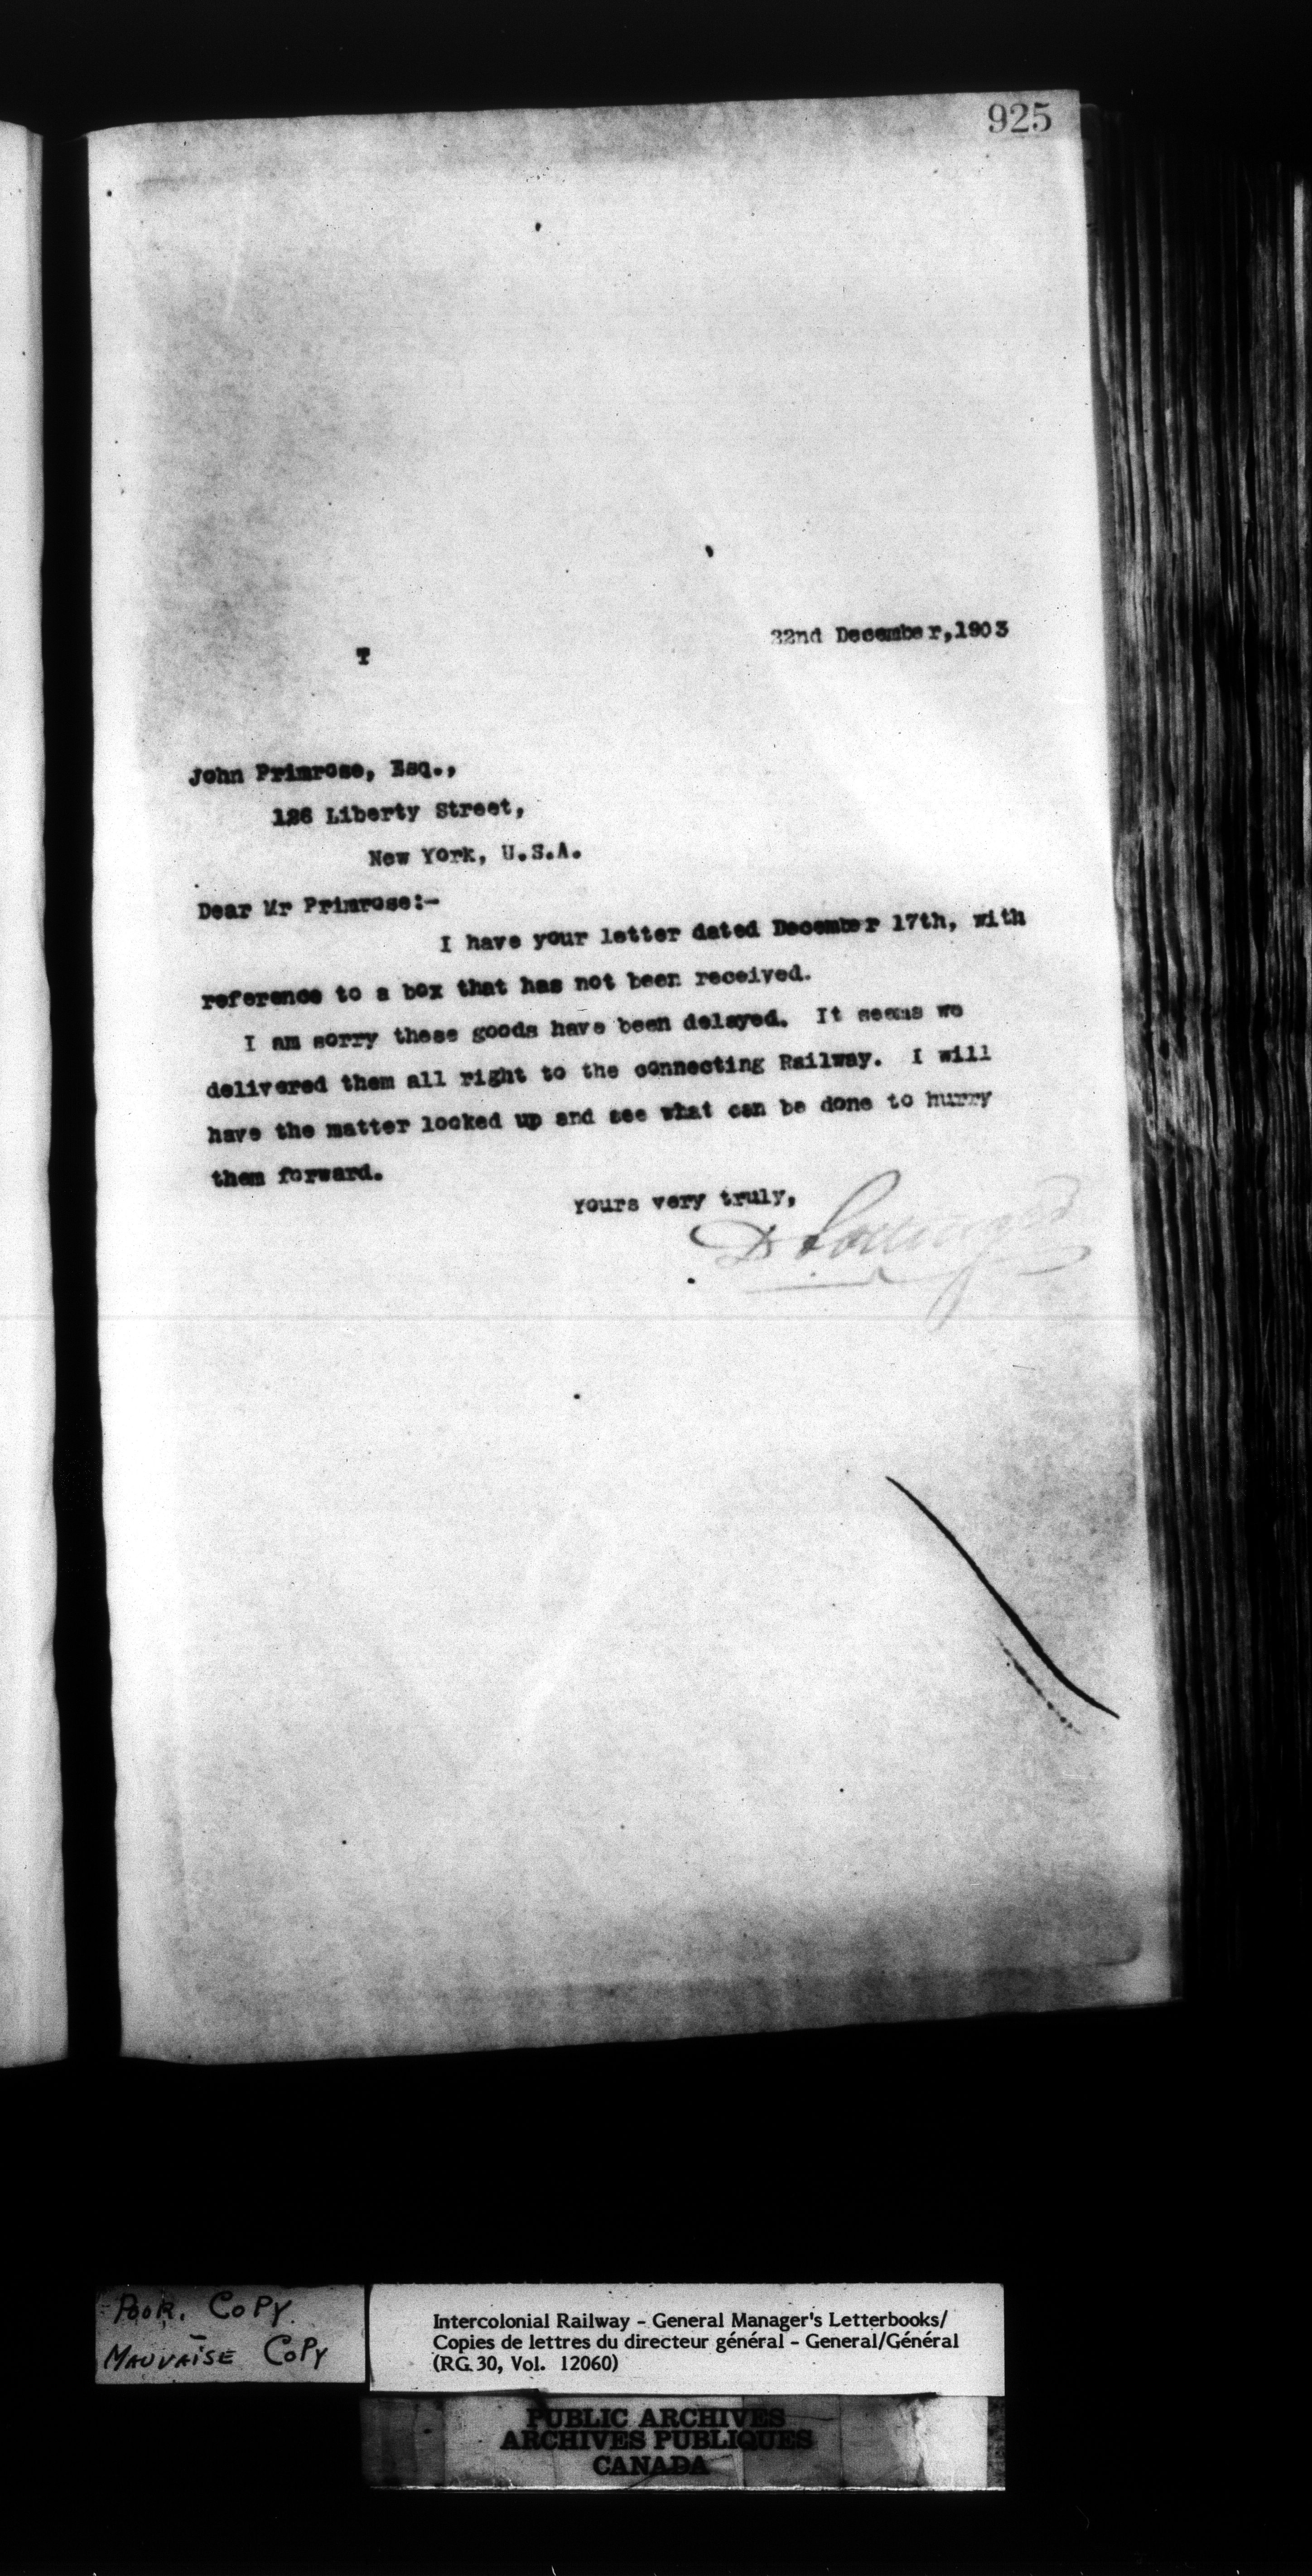 925
22nd December,1903
T
John Primrose, Esq.,
126 Liberty Street,
New York, U.S.A.
Dear Mr Primrose:-
I have your letter dated December 17th, with
reference to a box that has not been received.
I am sorry these goods have been delayed. It seems we
delivered them all right to the connecting Railway. I will
have the matter looked up and see what can be done to hurry
them forward.
Yours very truly,
D Pottinger
POOR. COPY.
MAUVAISE COPY
Intercolonial Railway - General Manager's Letterbooks/
Copies de lettres du directeur général - General/Général
(RG 30, Vol. 12060)
PUBLIC ARCHIVES
ARCHIVES PUBLIQUES
CANADA